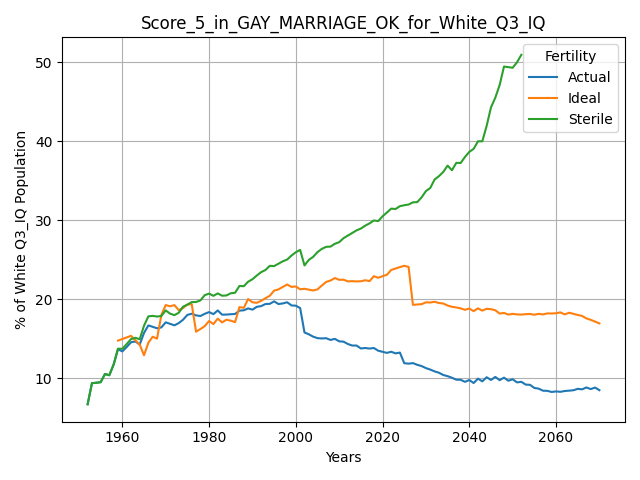 Score_5_in_GAY_MARRIAGE_OK_for_White_Q3_IQ
Fertility
Actual
Ideal
Sterile
% of White Q3_IQ Population
50
40
30
20
10
1960 1980 2000 2020 2040 2060
Years